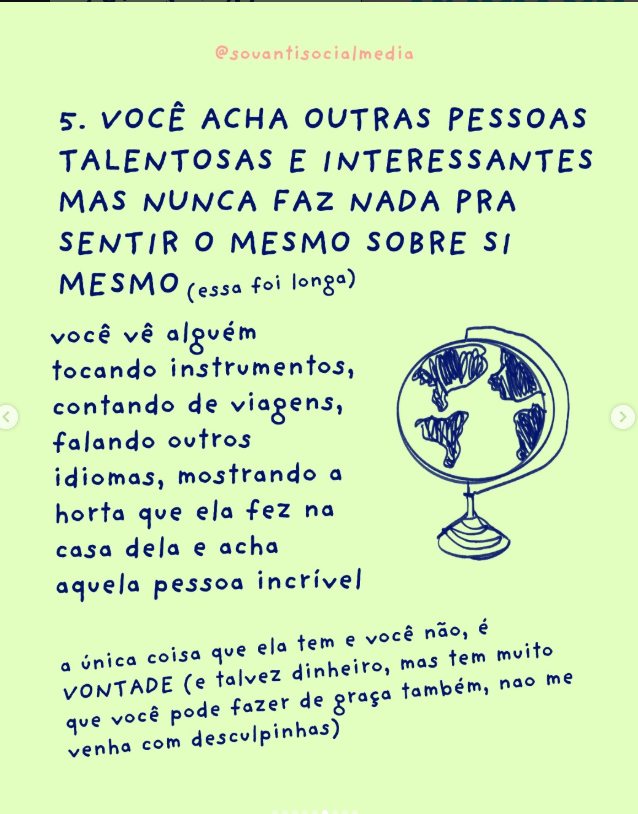 @souantisocialmedia
5. VOCÊ ACHA OUTRAS PESSOAS
TALENTOSAS E INTERESSANTES
MAS NUNCA FAZ NADA PRA
SENTIR O MESMO SOBRE SI
MESMO (essa foi longa)
você vê alguém
tocando instrumentos,
contando de viagens,
falando outros
idiomas, mostrando a
horta que ela fez na
casa dela e acha
aquela pessoa incrível
a única coisa que ela tem e você não, é
VONTADE (e talvez dinheiro, mas tem muito
que você pode fazer de graça também, nao me
venha com desculpinhas)